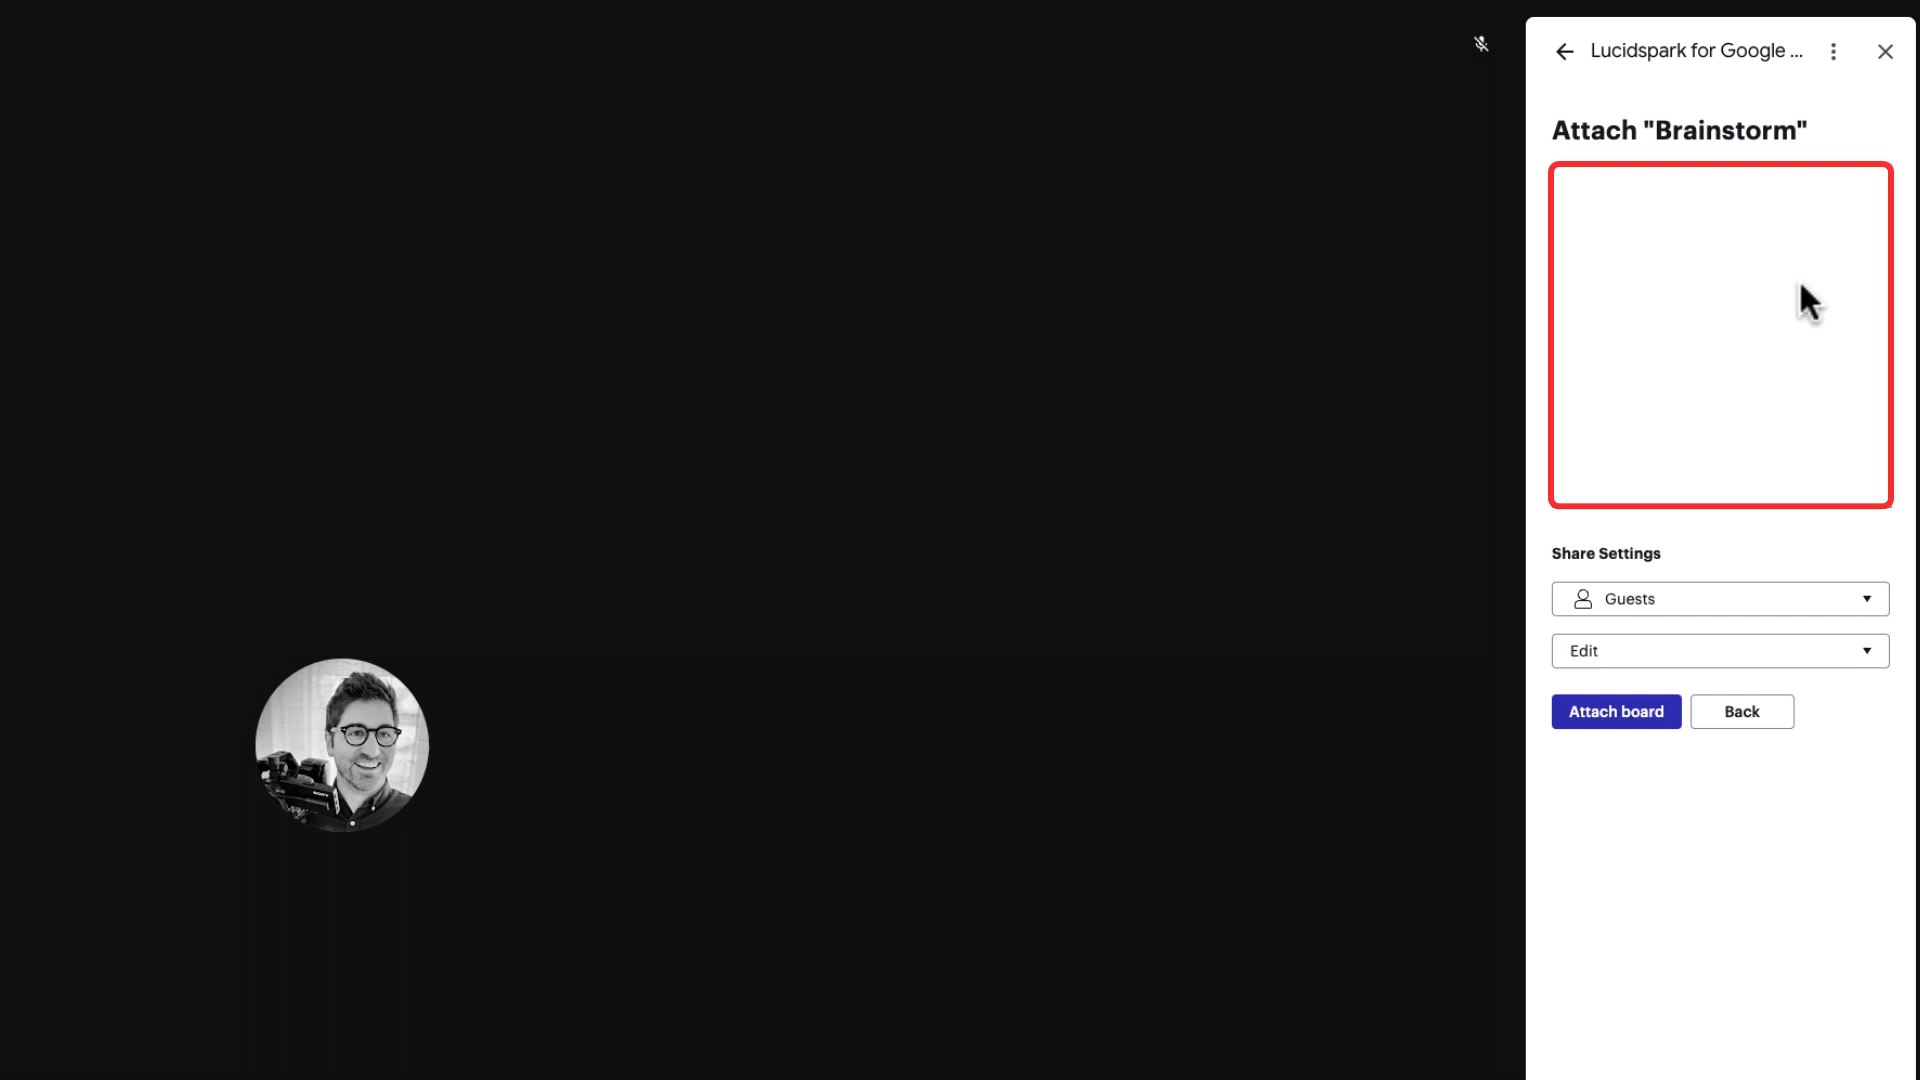 Lucidspark for Google ...
Attach "Brainstorm"
Share Settings
Guests
Edit
Attach board
Back